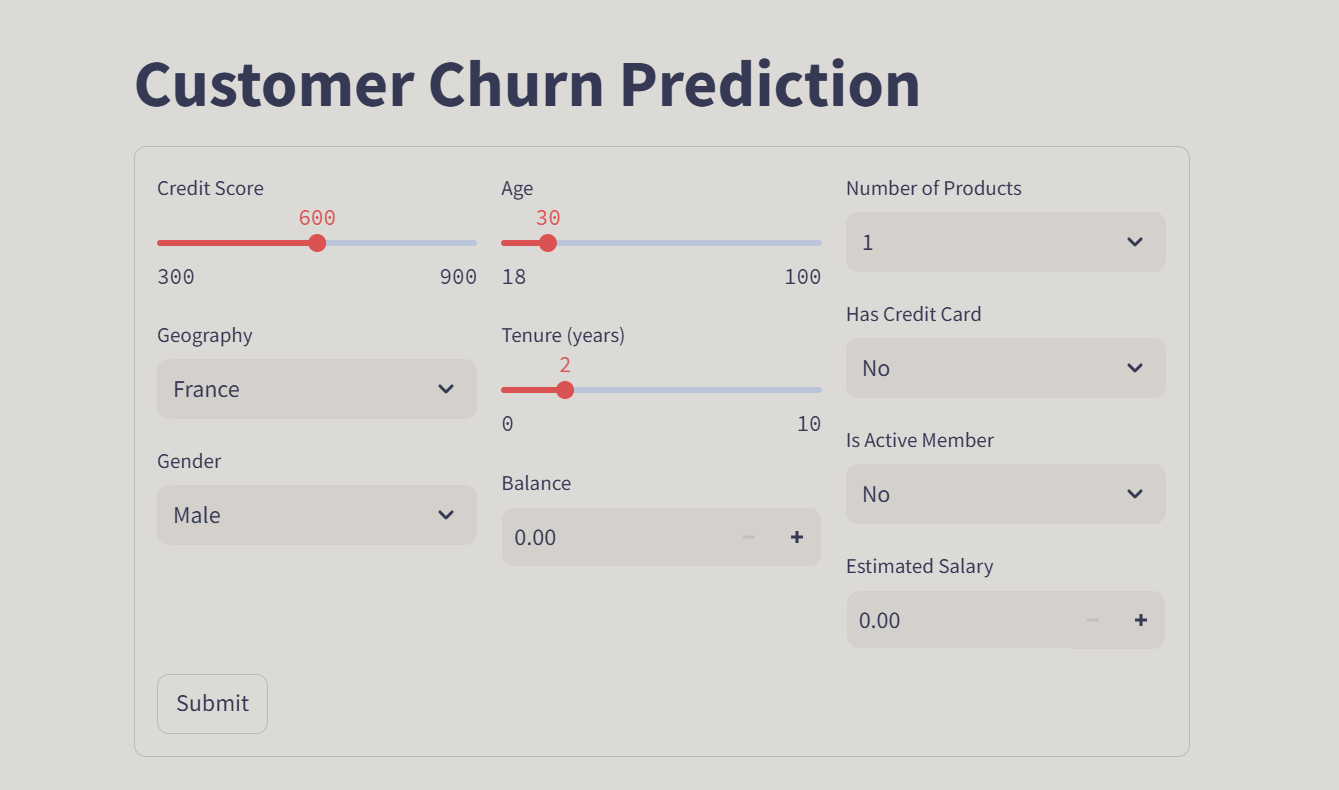 Customer Churn Prediction
Credit Score
600
300 900
Geography
France
Gender
Male
Age
30
18 100
Tenure (years)
2
0 10
Balance
0.00
Number of Products
1
Has Credit Card
No
Is Active Member
No
Estimated Salary
0.00
Submit